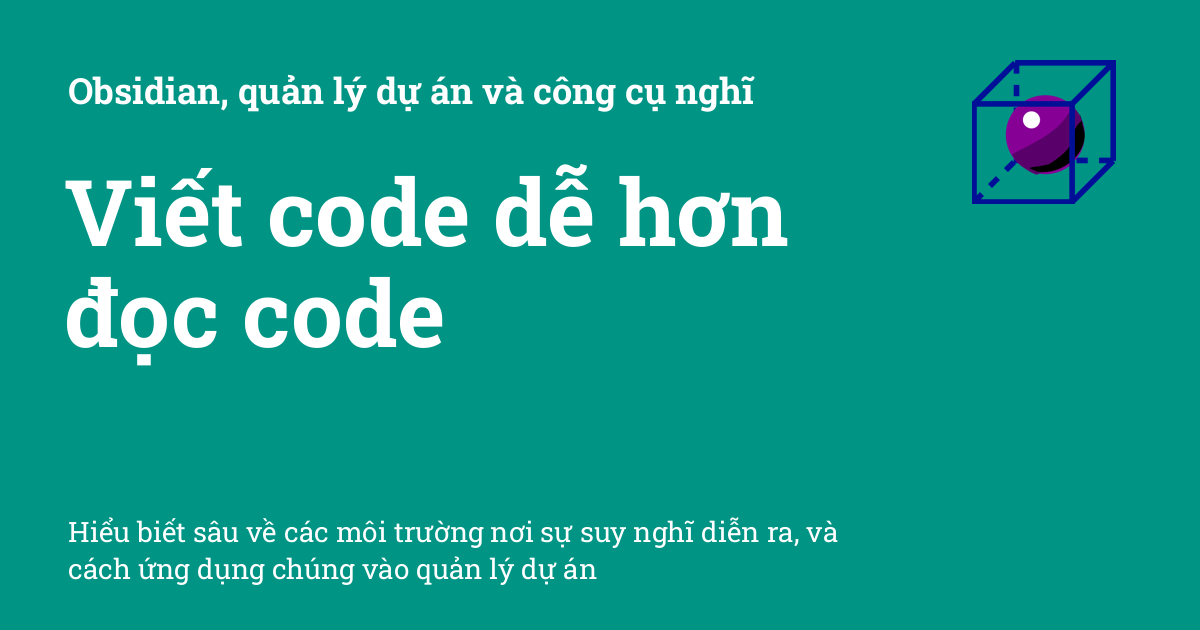 Obsidian, quản lý dự án và công cụ nghĩ
Viết code dễ hơn
đọc code
Hiểu biết sâu về các môi trường nơi sự suy nghĩ diễn ra, và
cách ứng dụng chúng vào quản lý dự án